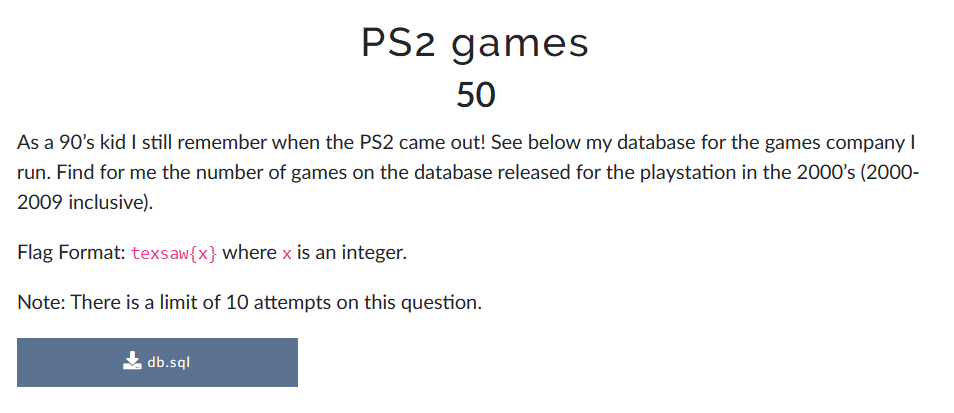 PS2 games
50
As a 90’s kid I still remember when the PS2 came out! See below my database for the games company I
run. Find for me the number of games on the database released for the playstation in the 2000’s (2000-
2009 inclusive).
Flag Format: texsaw{x} where x is an integer.
Note: There is a limit of 10 attempts on this question.
db.sql